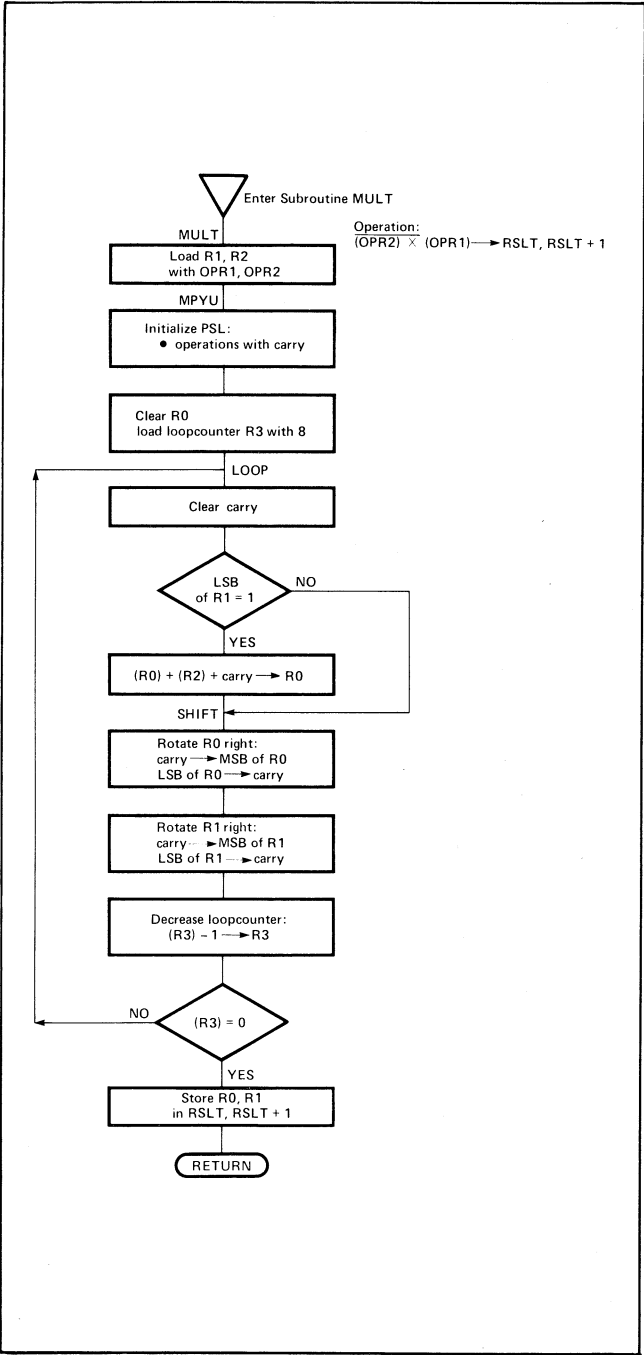 Enter Subroutine MULT
MULT
Operation:
(OPR2) × (OPR1) → RSLT, RSLT + 1
Load R1, R2
with OPR1, OPR2
MPYU
Initialize PSL:
• operations with carry
Clear R0
load loopcounter R3 with 8
LOOP
Clear carry
LSB
of R1 = 1
NO
YES
(R0) + (R2) + carry → R0
SHIFT
Rotate R0 right:
carry → MSB of R0
LSB of R0 → carry
Rotate R1 right:
carry → MSB of R1
LSB of R1 → carry
Decrease loopcounter:
(R3) – 1 → R3
NO
(R3) = 0
YES
Store R0, R1
in RSLT, RSLT + 1
RETURN